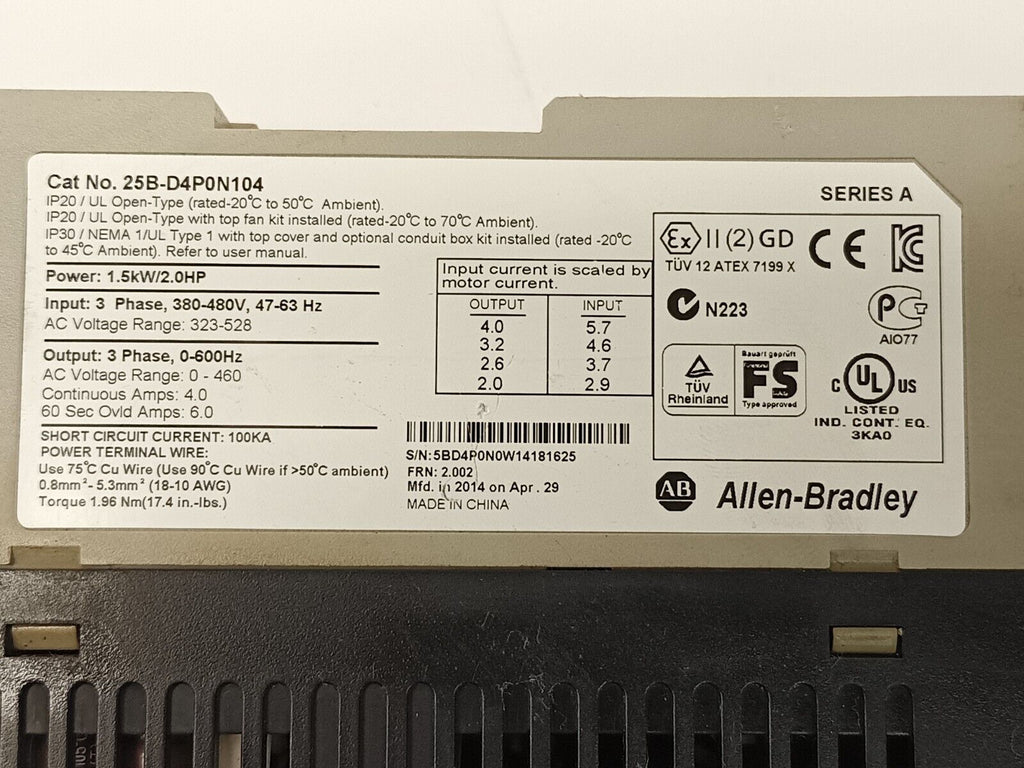 Cat No. 25B-D4P0N104
IP20 / UL Open-Type (rated-20°C to 50°C Ambient).
IP20 / UL Open-Type with top fan kit installed (rated-20°C to 70°C Ambient).
IP30 / NEMA 1/UL Type 1 with top cover and optional conduit box kit installed (rated -20°C
to 45°C Ambient). Refer to user manual.
Power: 1.5kW/2.0HP
Input: 3 Phase, 380-480V, 47-63 Hz
AC Voltage Range: 323-528
Output: 3 Phase, 0-600Hz
AC Voltage Range: 0 - 460
Continuous Amps: 4.0
60 Sec Ovld Amps: 6.0
SHORT CIRCUIT CURRENT: 100KA
POWER TERMINAL WIRE:
Use 75°C Cu Wire (Use 90°C Cu Wire if >50°C ambient)
0.8mm²- 5.3mm² (18-10 AWG)
Torque 1.96 Nm(17.4 in.-lbs.)
Input current is scaled by
motor current.
OUTPUT INPUT
4.0 5.7
3.2 4.6
2.6 3.7
2.0 2.9
S/N:5BD4P0N0W14181625
FRN: 2.002
Mfd. in 2014 on Apr. 29
MADE IN CHINA
SERIES A
Ex II (2) GD CE
TÜV 12 ATEX 7199 X
N223
AIO77
TÜV
Rheinland
Bauart geprüft
Functional
FS
Type approved
C UL US
LISTED
IND. CONT. EQ.
3KA0
AB Allen-Bradley